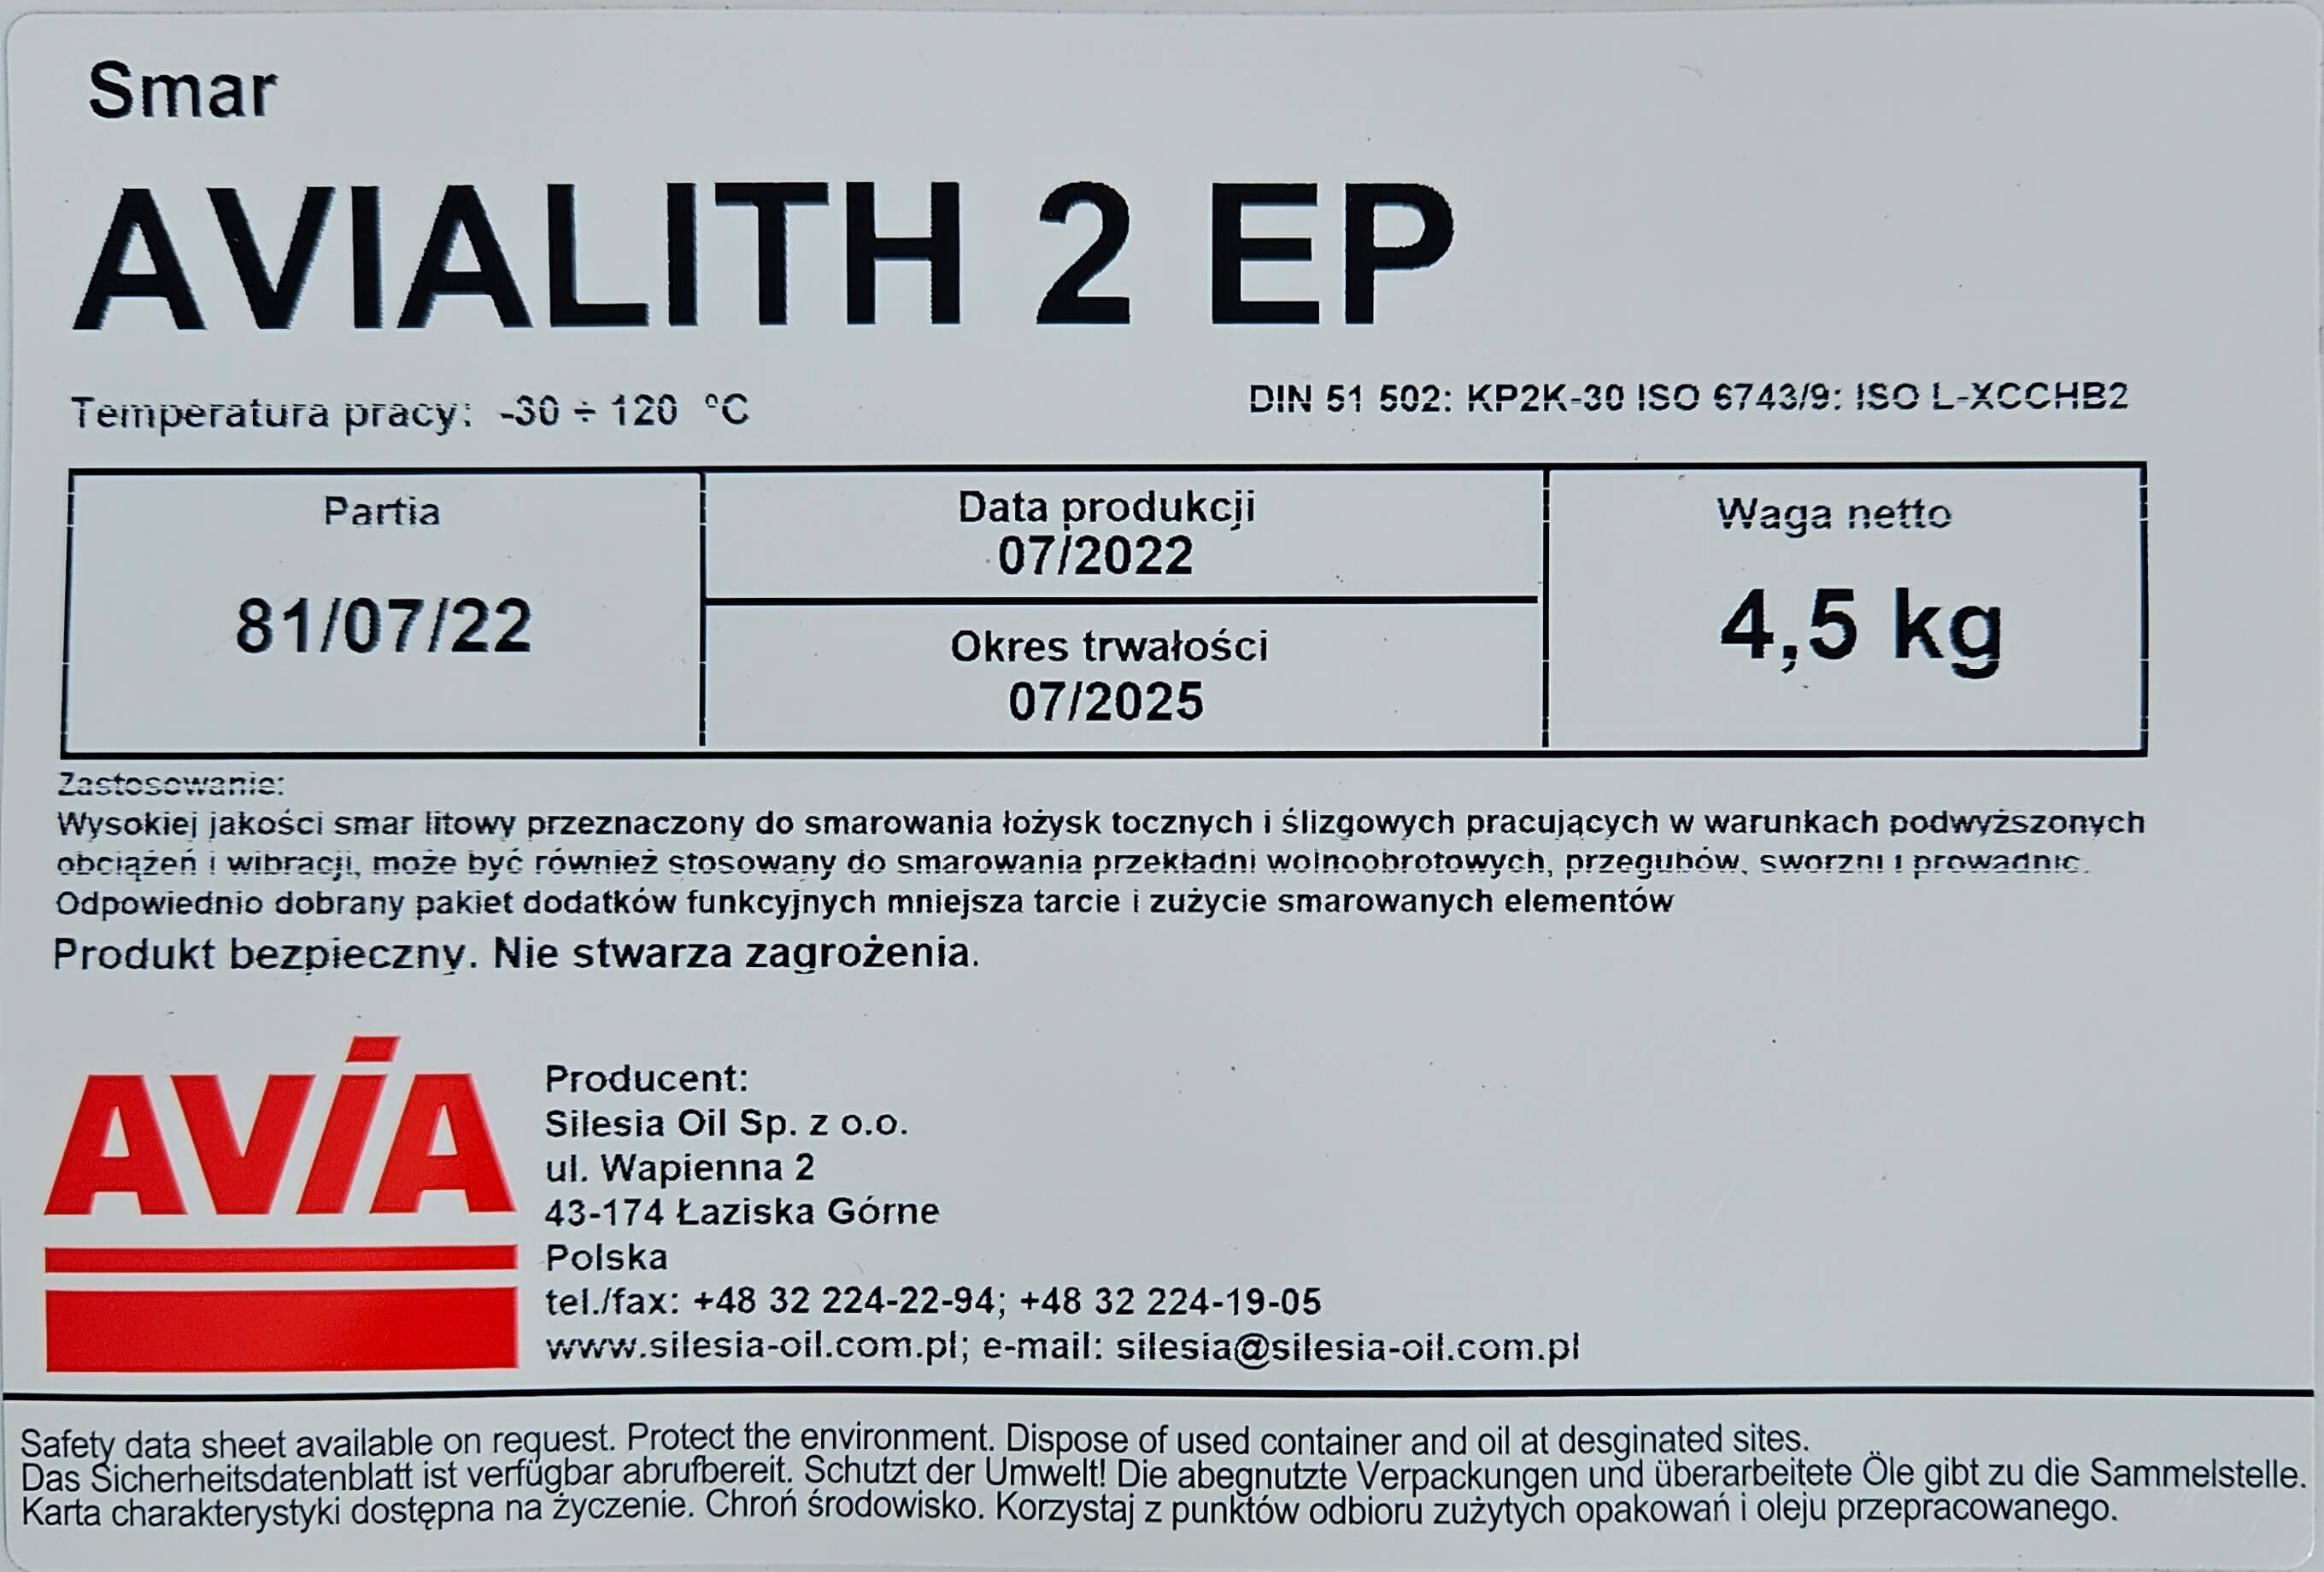 Smar
AVIALITH 2 EP
Temperatura pracy: -30 ÷ 120 °C
DIN 51 502: KP2K-30 ISO 6743/9: ISO L-XCCHB2
Partia
81/07/22
Data produkcji
07/2022
Okres trwałości
07/2025
Waga netto
4,5 kg
Zastosowanie:
Wysokiej jakości smar litowy przeznaczony do smarowania łożysk tocznych i ślizgowych pracujących w warunkach podwyższonych
obciążeń i wibracji, może być również stosowany do smarowania przekładni wolnoobrotowych, przegubów, sworzni i prowadnic.
Odpowiednio dobrany pakiet dodatków funkcyjnych mniejsza tarcie i zużycie smarowanych elementów
Produkt bezpieczny. Nie stwarza zagrożenia.
AVIA
Producent:
Silesia Oil Sp. z o.o.
ul. Wapienna 2
43-174 Łaziska Górne
Polska
tel./fax: +48 32 224-22-94; +48 32 224-19-05
www.silesia-oil.com.pl; e-mail: silesia@silesia-oil.com.pl
Safety data sheet available on request. Protect the environment. Dispose of used container and oil at desginated sites.
Das Sicherheitsdatenblatt ist verfügbar abrufbereit. Schutzt der Umwelt! Die abegnutzte Verpackungen und überarbeitete Öle gibt zu die Sammelstelle.
Karta charakterystyki dostępna na życzenie. Chroń środowisko. Korzystaj z punktów odbioru zużytych opakowań i oleju przepracowanego.